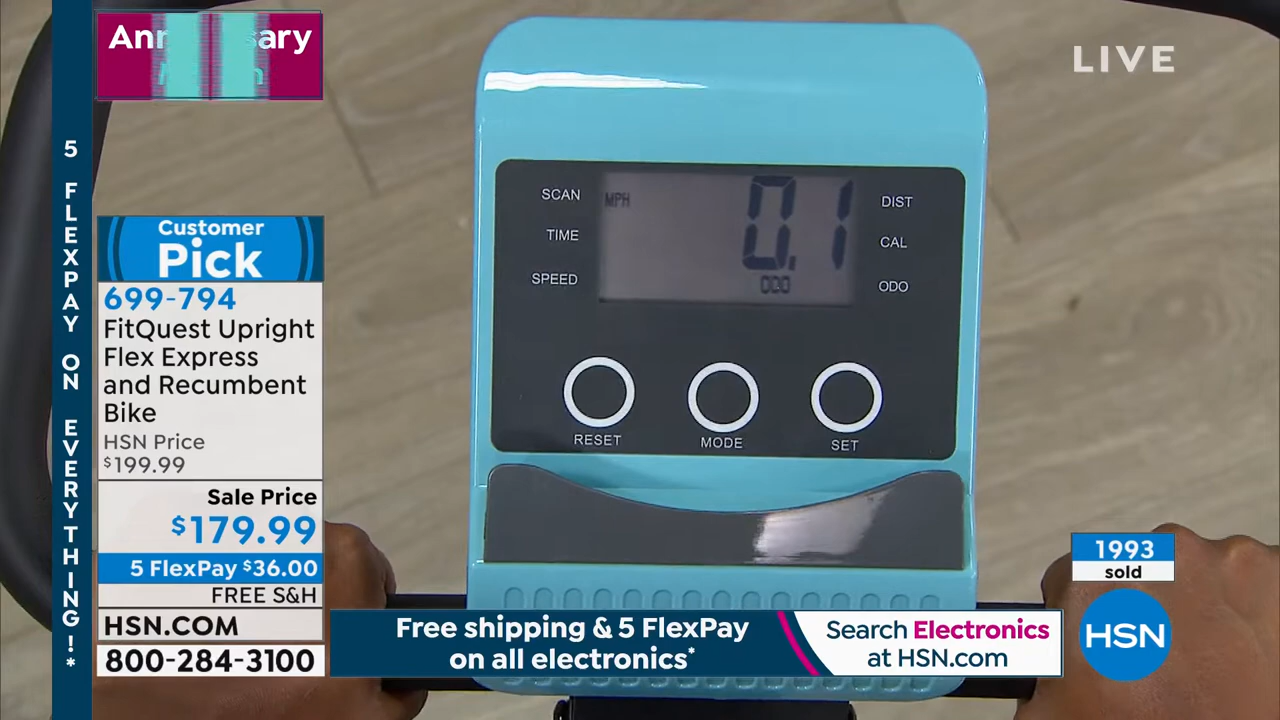 LIVE
5 FLEXPAY ON EVERYTHING!*
Customer
Pick
699-794
FitQuest Upright
Flex Express
and Recumbent
Bike
HSN Price
$199.99
Sale Price
$179.99
5 FlexPay $36.00
FREE S&H
HSN.COM
800-284-3100
SCAN
TIME
SPEED
MPH
0.1
ODO
DIST
CAL
ODO
RESET
MODE
SET
Free shipping & 5 FlexPay
on all electronics*
Search Electronics
at HSN.com
1993
sold
HSN